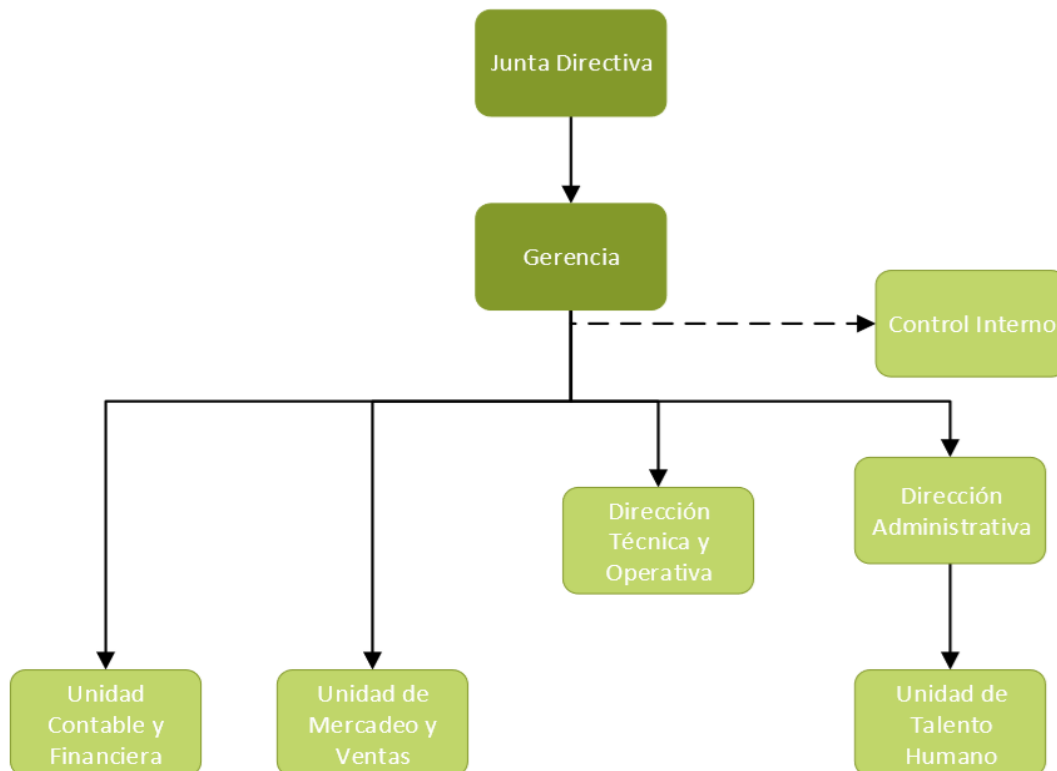 Junta Directiva
Gerencia
Control Interno
Dirección
Técnica y
Operativa
Dirección
Administrativa
Unidad
Contable y
Financiera
Unidad de
Mercadeo y
Ventas
Unidad de
Talento
Humano